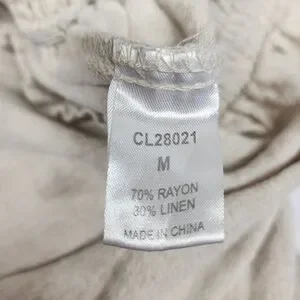 CL28021
M
70% RAYON
30% LINEN
MADE IN CHINA